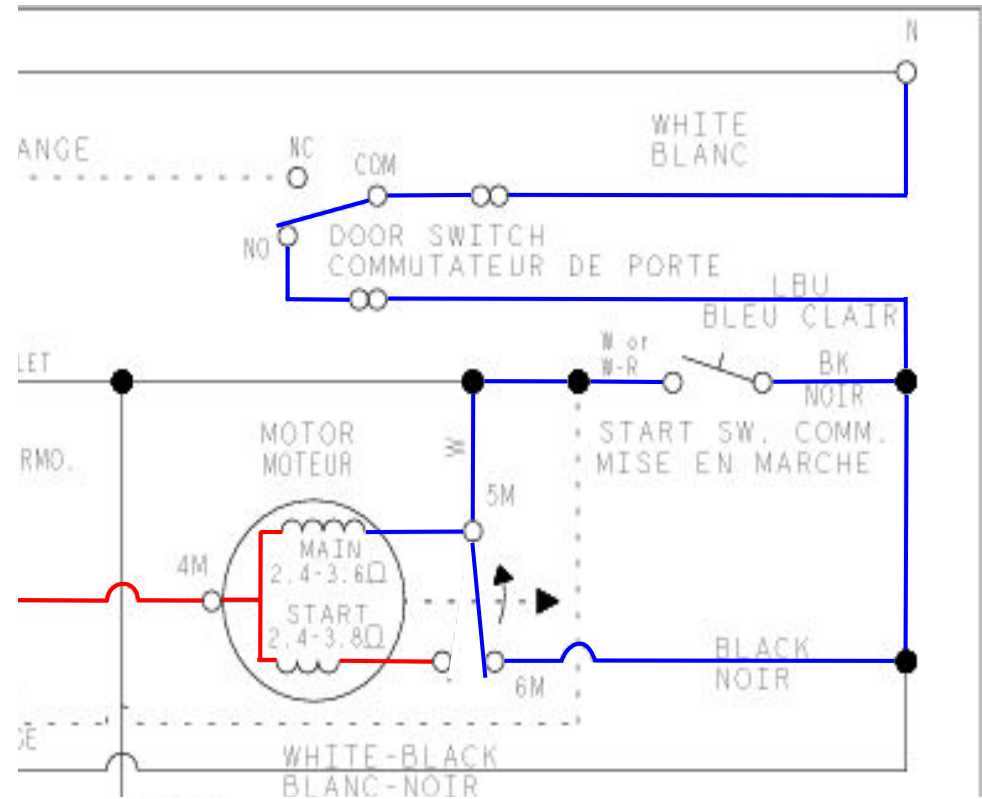 N
WHITE
BLANC
ANGE
NC
COM
NO
DOOR SWITCH
COMMUTATEUR DE PORTE
LBU
BLEU CLAIR
LET
W or
W-R
BK
NOIR
MOTOR
MOTEUR
W
START SW. COMM.
MISE EN MARCHE
RMO.
5M
4M
MAIN
2.4-3.6Ω
START
2.4-3.8Ω
6M
BLACK
NOIR
GE
WHITE-BLACK
BLANC-NOIR